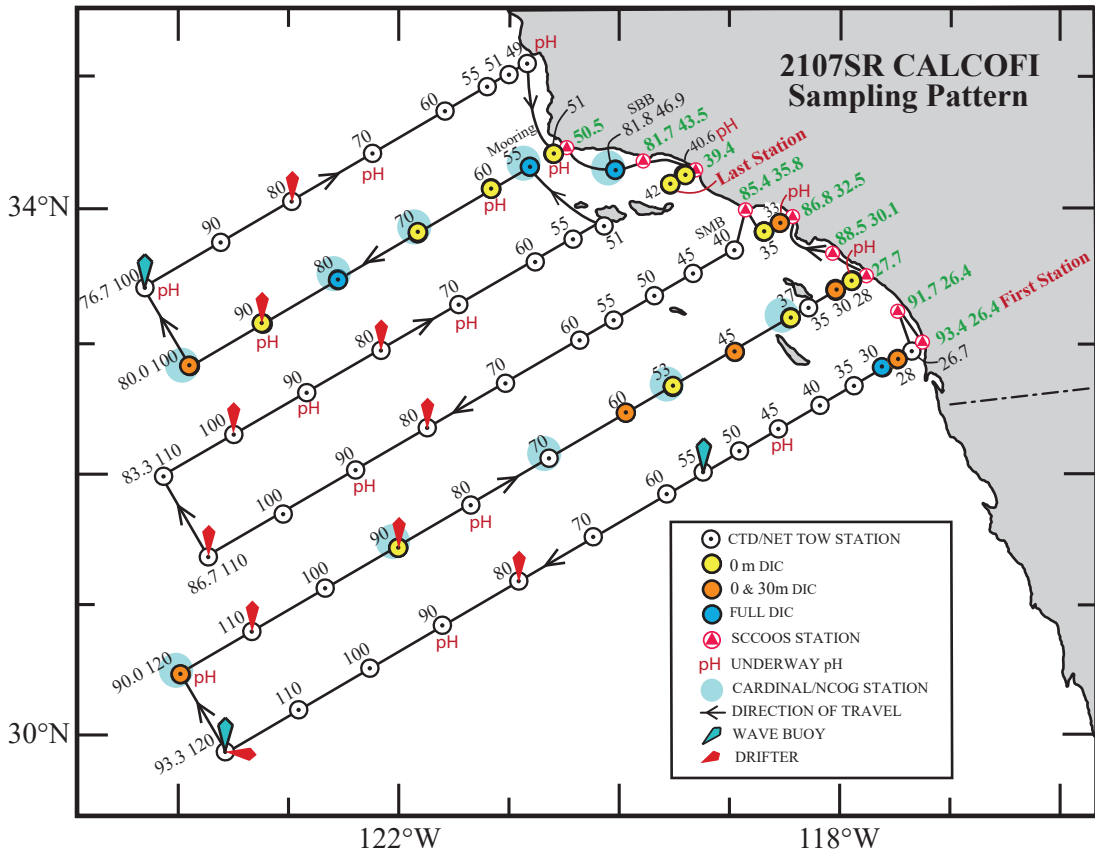 2107SR CALCOFI
Sampling Pattern
34°N
30°N
122°W
118°W
pH
49
51
55
60
70
pH
80
90
76.7 100
pH
51
50.5
SBB
81.8 46.9
81.7 43.5
40.6 pH
39.4
Last Station
42
Mooring
55
pH
60
pH
70
80
90
pH
80.0 100
85.4 35.8
33
pH
86.8 32.5
35
88.5 30.1
pH
27.7
28
30
35
37
91.7 26.4
93.4 26.4 First Station
26.7
28
30
35
40
45
pH
50
55
60
70
80
90
pH
100
110
93.3 120
51
55
60
70
pH
80
90
pH
100
83.3 110
SMB
40
45
50
55
60
70
80
90
pH
100
86.7 110
45
53
60
70
80
pH
90
100
110
90.0 120
pH
CTD/NET TOW STATION
0 m DIC
0 & 30m DIC
FULL DIC
SCCOOS STATION
pH UNDERWAY pH
CARDINAL/NCOG STATION
DIRECTION OF TRAVEL
WAVE BUOY
DRIFTER